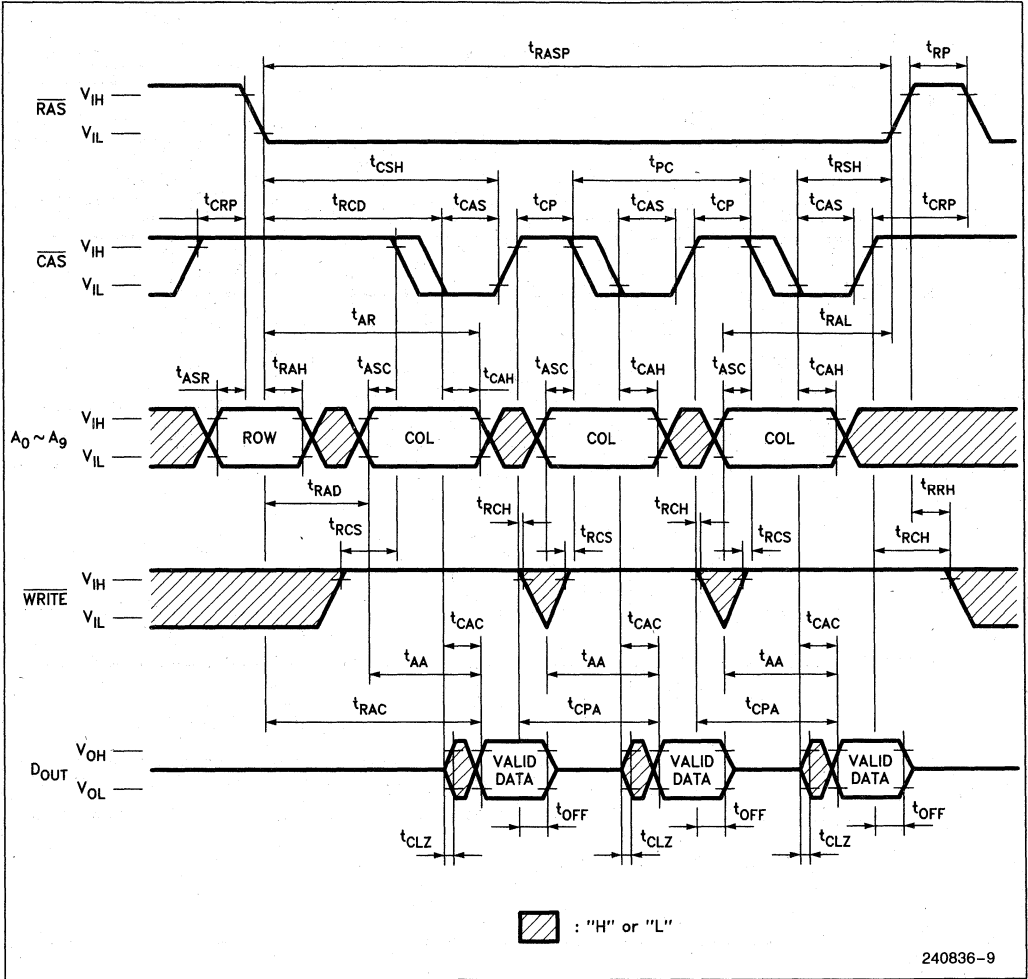 tRASP tRP
RAS VIH
VIL
tCSH tPC tRSH
tCRP tRCD tCAS tCP tCAS tCP tCAS tCRP
CAS VIH
VIL
tAR tRAL
tASR tRAH tASC tCAH tASC tCAH tASC tCAH
A0 ~ A9 VIH
VIL
ROW COL COL COL
tRAD tRCH tRCH tRRH
tRCS tRCS tRCS tRCH
WRITE VIH
VIL
tCAC tCAC tCAC
tAA tAA tAA
tRAC tCPA tCPA
DOUT VOH
VOL
VALID DATA VALID DATA VALID DATA
tOFF tOFF tOFF
tCLZ tCLZ tCLZ
: "H" or "L"
240836-9